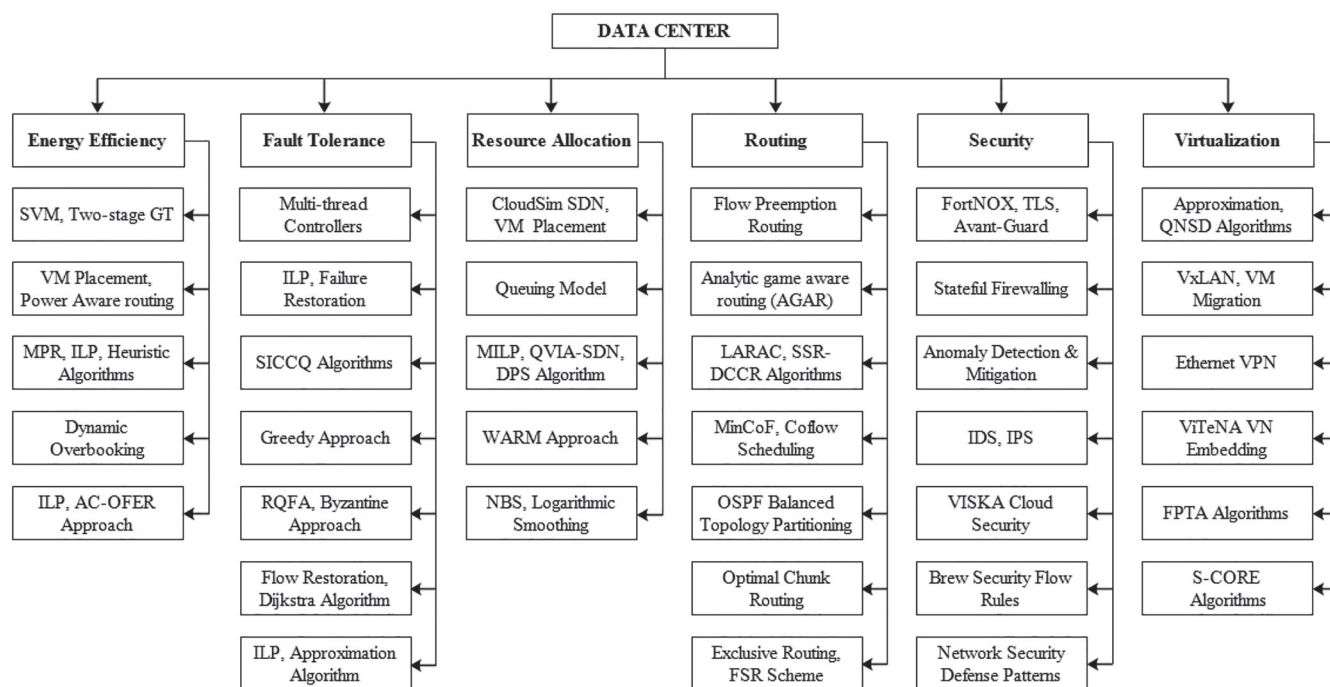 DATA CENTER
Energy Efficiency
SVM, Two-stage GT
VM Placement,
Power Aware routing
MPR, ILP, Heuristic
Algorithms
Dynamic
Overbooking
ILP, AC-OFER
Approach
Fault Tolerance
Multi-thread
Controllers
ILP, Failure
Restoration
SICCQ Algorithms
Greedy Approach
RQFA, Byzantine
Approach
Flow Restoration,
Dijkstra Algorithm
ILP, Approximation
Algorithm
Resource Allocation
CloudSim SDN,
VM Placement
Queuing Model
MILP, QVIA-SDN,
DPS Algorithm
WARM Approach
NBS, Logarithmic
Smoothing
Routing
Flow Preemption
Routing
Analytic game aware
routing (AGAR)
LARAC, SSR-
DCCR Algorithms
MinCoF, Coflow
Scheduling
OSPF Balanced
Topology Partitioning
Optimal Chunk
Routing
Exclusive Routing,
FSR Scheme
Security
FortNOX, TLS,
Avant-Guard
Stateful Firewalling
Anomaly Detection &
Mitigation
IDS, IPS
VISKA Cloud
Security
Brew Security Flow
Rules
Network Security
Defense Patterns
Virtualization
Approximation,
QNSD Algorithms
VxLAN, VM
Migration
Ethernet VPN
ViTeNA VN
Embedding
FPTA Algorithms
S-CORE
Algorithms